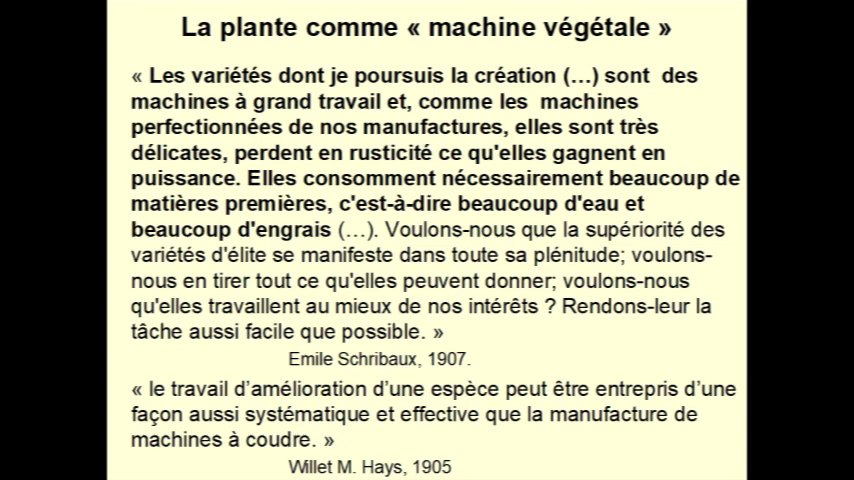 La plante comme « machine végétale »
« Les variétés dont je poursuis la création (…) sont des
machines à grand travail et, comme les machines
perfectionnées de nos manufactures, elles sont très
délicates, perdent en rusticité ce qu'elles gagnent en
puissance. Elles consomment nécessairement beaucoup de
matières premières, c'est-à-dire beaucoup d'eau et
beaucoup d'engrais (…). Voulons-nous que la supériorité des
variétés d'élite se manifeste dans toute sa plénitude; voulons-
nous en tirer tout ce qu'elles peuvent donner; voulons-nous
qu'elles travaillent au mieux de nos intérêts ? Rendons-leur la
tâche aussi facile que possible. »
Emile Schribaux, 1907.
« le travail d’amélioration d’une espèce peut être entrepris d’une
façon aussi systématique et effective que la manufacture de
machines à coudre. »
Willet M. Hays, 1905